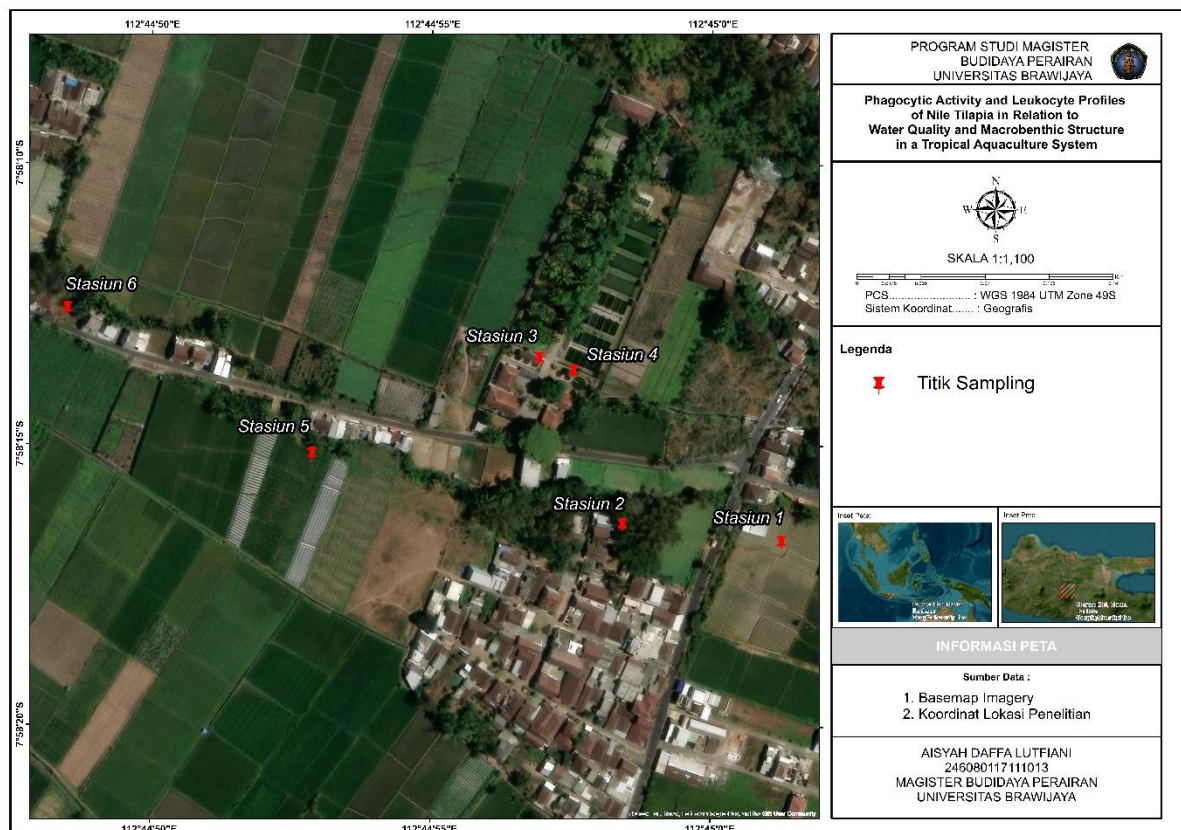 112°44'50"E
112°44'55"E
112°45'0"E
7°58'10"S
7°58'15"S
7°58'20"S
Stasiun 6
Stasiun 3
Stasiun 4
Stasiun 5
Stasiun 2
Stasiun 1
112°44'50"E
112°44'55"E
112°45'0"E
PROGRAM STUDI MAGISTER
BUDIDAYA PERAIRAN
UNIVERSITAS BRAWIJAYA
Phagocytic Activity and Leukocyte Profiles
of Nile Tilapia in Relation to
Water Quality and Macrobenthic Structure
in a Tropical Aquaculture System
N
W E
S
SKALA 1:1,100
PCS........................ : WGS 1984 UTM Zone 49S
Sistem Koordinat....... : Geografis
Legenda
Titik Sampling
Inset Peta:
Inset Peta:
INFORMASI PETA
Sumber Data :
1. Basemap Imagery
2. Koordinat Lokasi Penelitian
AISYAH DAFFA LUTFIANI
246080117111013
MAGISTER BUDIDAYA PERAIRAN
UNIVERSITAS BRAWIJAYA
GIS User Community